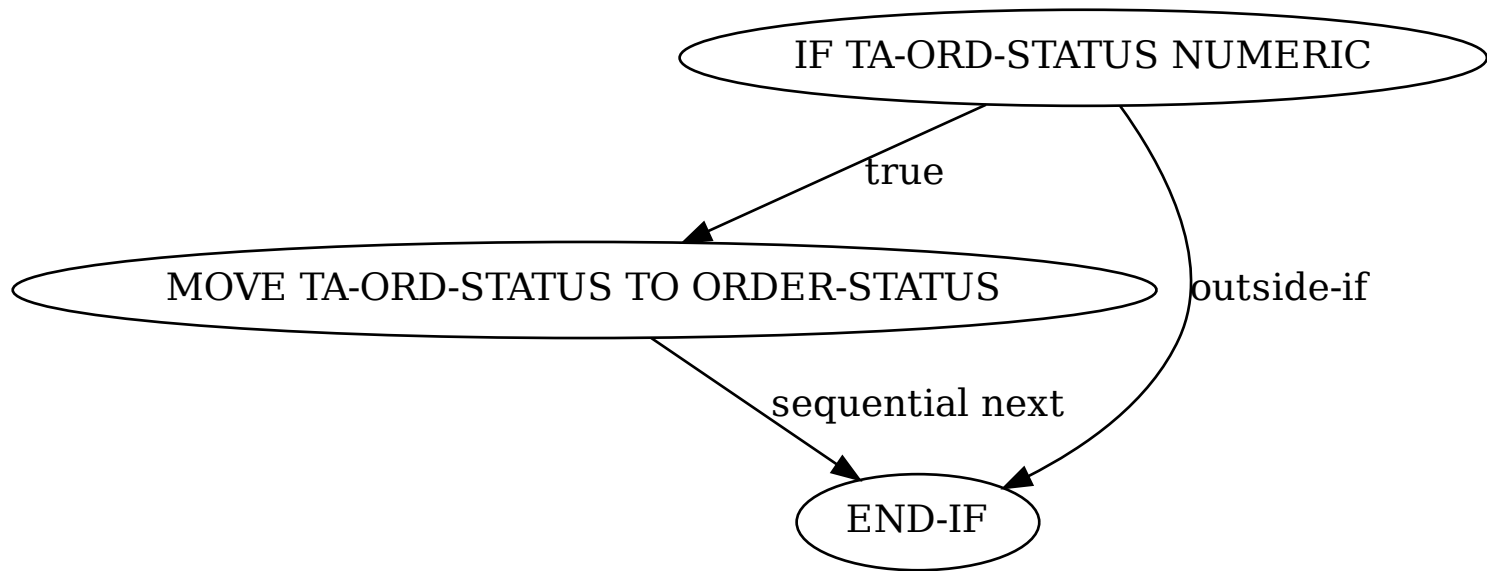 IF TA-ORD-STATUS NUMERIC
true
MOVE TA-ORD-STATUS TO ORDER-STATUS
outside-if
sequential next
END-IF